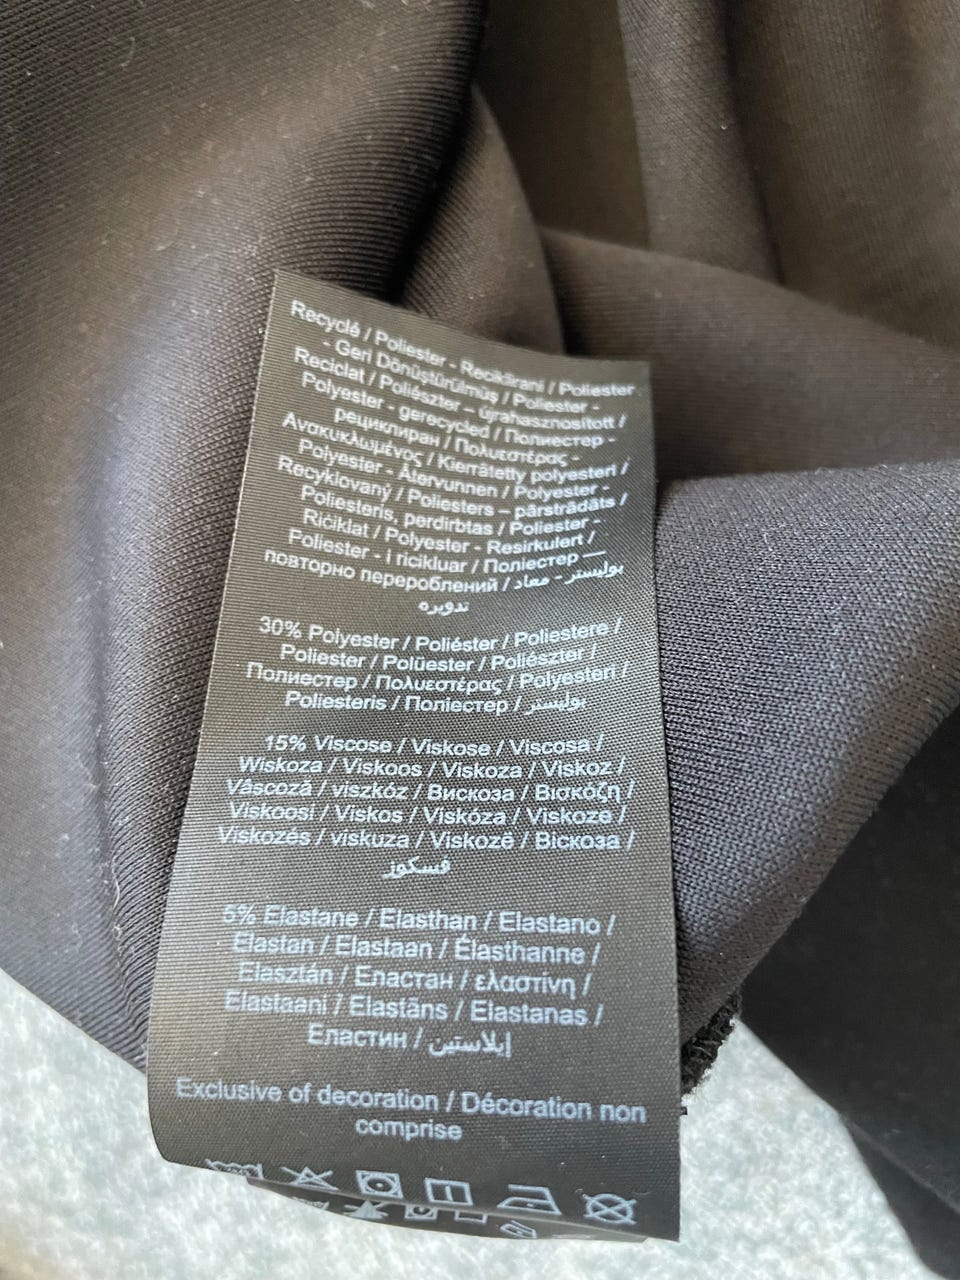 Recyclé / Poliester - Reciklirani / Poliester
- Geri Dönüştürülmüş / Poliester -
Reciclat / Poliészter – újrahasznosított /
Polyester - gerecycled / Полиестер -
рециклиран / Πολυεστέρας -
Ανακυκλωμένος / Kierrätetty polyesteri /
Polyester - Återvunnen / Polyester -
Recyklovaný / Poliesters – pārstrādāts /
Poliesteris, perdirbtas / Poliester -
Riċiklat / Polyester - Resirkulert /
Poliester - i ricikluar / Поліестер —
повторно перероблений / بوليستر - معاد
تدويره
30% Polyester / Poliéster / Poliestere /
Poliester / Polüester / Poliészter /
Полиестер / Πολυεστέρας / Polyesteri /
Poliesteris / Поліестер / بوليستر
15% Viscose / Viskose / Viscosa /
Wiskoza / Viskoos / Viskoza / Viskoz /
Vâscoză / viszkóz / Вискоза / Βισκόζη /
Viskoosi / Viskos / Viskóza / Viskoze /
Viskozės / viskuza / Viskozë / Віскоза /
فسكوز
5% Elastane / Elasthan / Elastano /
Elastan / Elastaan / Élasthanne /
Elasztán / Еластан / ελαστίνη /
Elastaani / Elastāns / Elastanas /
Еластин / إيلاستين
Exclusive of decoration / Décoration non
comprise